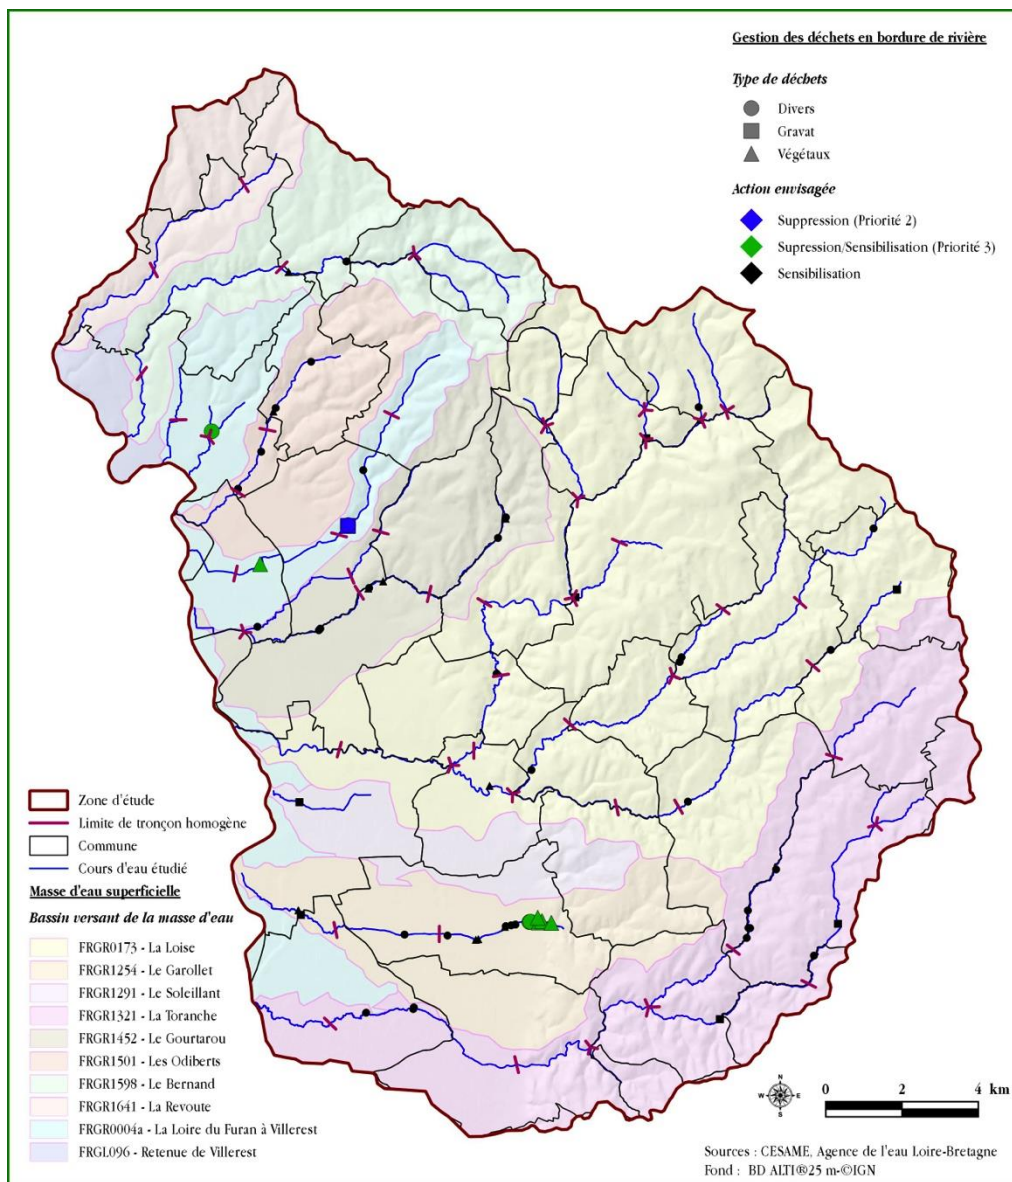 Gestion des déchets en bordure de rivière
Type de déchets
Divers
Gravat
Végétaux
Action envisagée
Suppression (Priorité 2)
Supression/Sensibilisation (Priorité 3)
Sensibilisation
Zone d'étude
Limite de tronçon homogène
Commune
Cours d'eau étudié
Masse d'eau superficielle
Bassin versant de la masse d'eau
FRGR0173 - La Loise
FRGR1254 - Le Garollet
FRGR1291 - Le Soleillant
FRGR1321 - La Toranche
FRGR1452 - Le Gourtarou
FRGR1501 - Les Odiberts
FRGR1598 - Le Bernand
FRGR1641 - La Revoute
FRGR0004a - La Loire du Furan à Villerest
FRGL096 - Retenue de Villerest
N
W E
S
0 2 4 km
Sources : CESAME, Agence de l'eau Loire-Bretagne
Fond : BD ALTI®25 m-©IGN